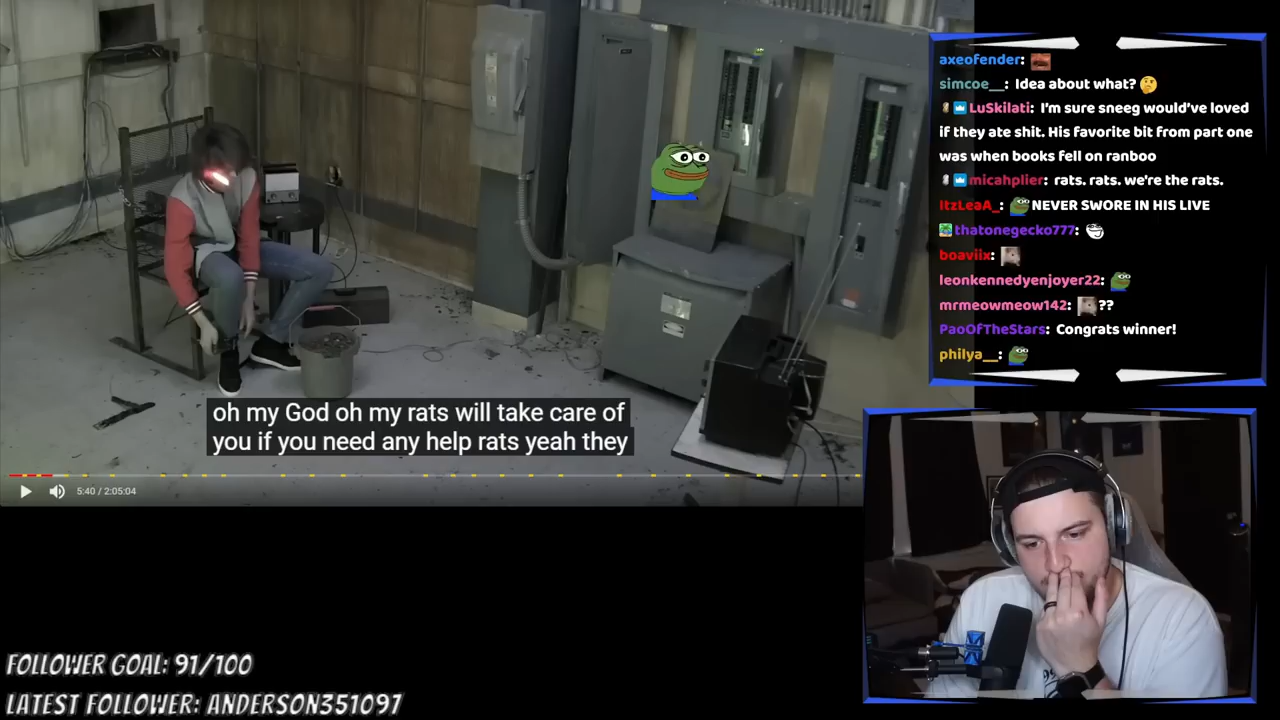 axeofender:
simcoe__: Idea about what?
LuSkilati: I'm sure sneeg would've loved
if they ate shit. His favorite bit from part one
was when books fell on ranboo
micahplier: rats. rats. we're the rats.
ItzLeaA_: NEVER SWORE IN HIS LIVE
thatonegecko777:
boaviix:
leonkennedyenjoyer22:
mrmeowmeow142: ??
PaoOfTheStars: Congrats winner!
philya__:
oh my God oh my rats will take care of
you if you need any help rats yeah they
5:40 / 2:05:04
FOLLOWER GOAL: 91/100
LATEST FOLLOWER: ANDERSON351097